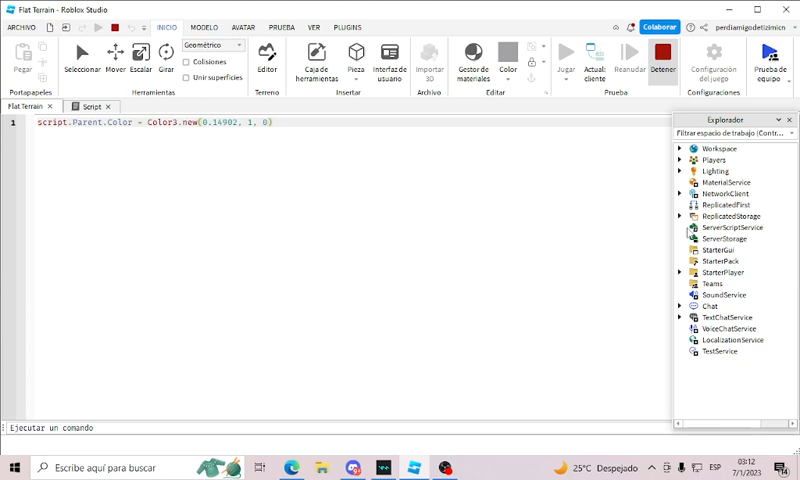 Flat Terrain - Roblox Studio
ARCHIVO
INICIO
MODELO
AVATAR
PRUEBA
VER
PLUGINS
Colaborar
perdiamigodetizimicn
Pegar
Portapapeles
Seleccionar
Mover
Escalar
Girar
Geométrico
Colisiones
Unir superficies
Herramientas
Editor
Terreno
Caja de herramientas
Pieza
Interfaz de usuario
Insertar
Importar 3D
Archivo
Gestor de materiales
Color
Editar
Jugar
Actual: cliente
Reanudar
Detener
Prueba
Configuración del juego
Configuraciones
Prueba de equipo
Flat Terrain
Script
1 script.Parent.Color = Color3.new(0.14902, 1, 0)
Explorador
Filtrar espacio de trabajo (Contr...
Workspace
Players
Lighting
MaterialService
NetworkClient
ReplicatedFirst
ReplicatedStorage
ServerScriptService
ServerStorage
StarterGui
StarterPack
StarterPlayer
Teams
SoundService
Chat
TextChatService
VoiceChatService
LocalizationService
TestService
Ejecutar un comando
Escribe aquí para buscar
25°C Despejado
ESP
03:12
7/1/2023
14